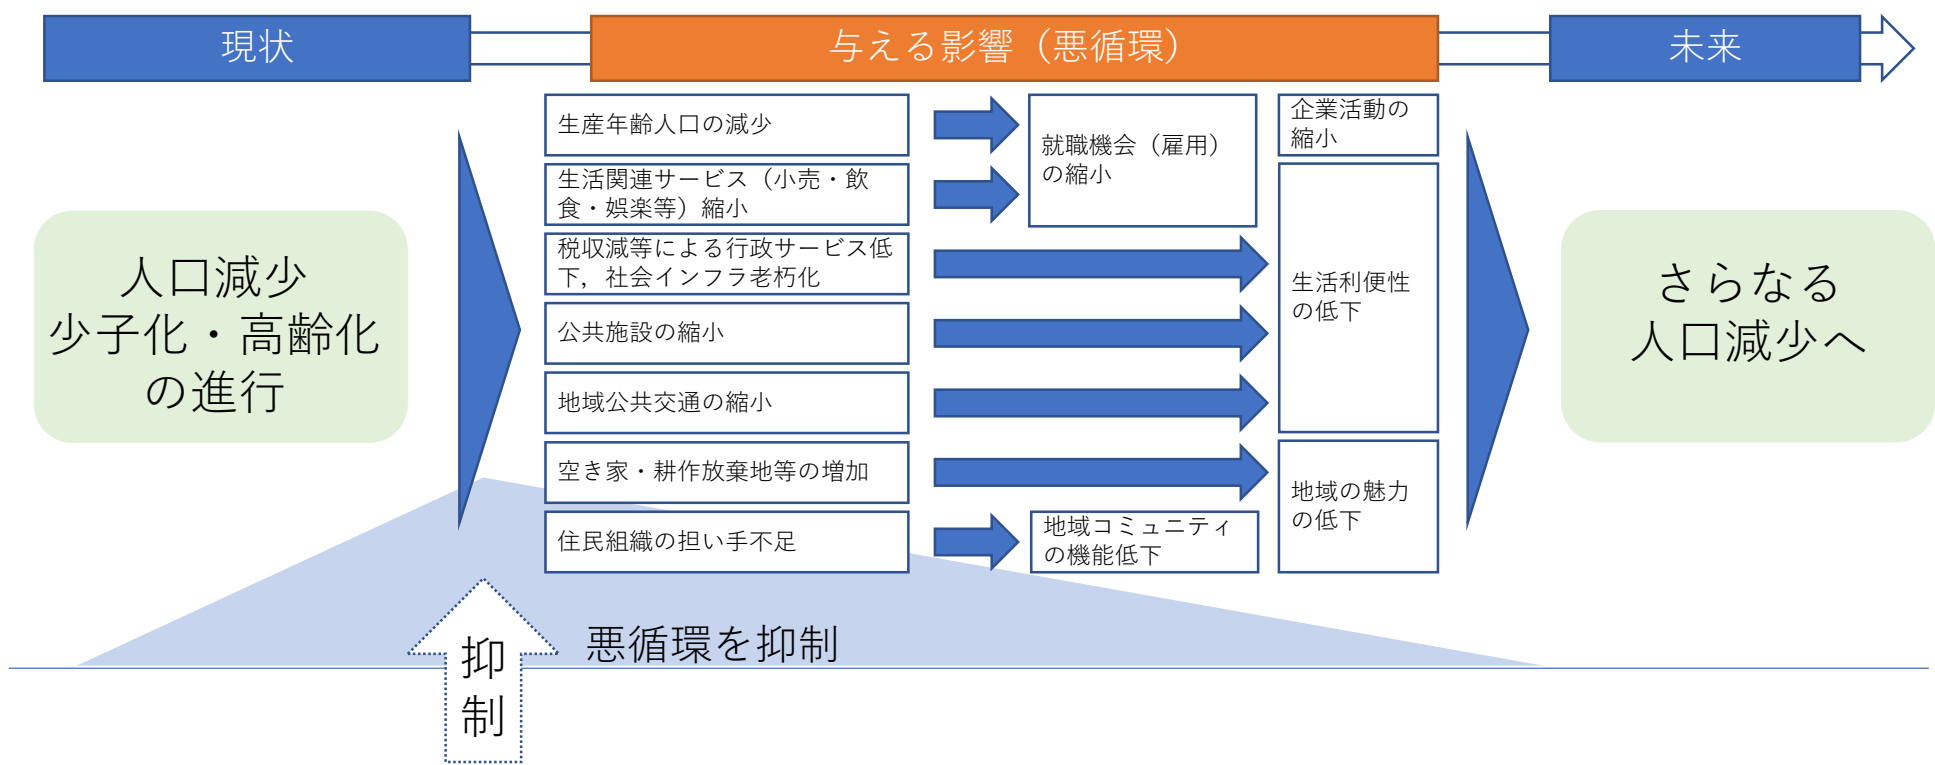 現状
与える影響（悪循環）
未来
人口減少
少子化・高齢化
の進行
生産年齢人口の減少
生活関連サービス（小売・飲
食・娯楽等）縮小
税収減等による行政サービス低
下，社会インフラ老朽化
公共施設の縮小
地域公共交通の縮小
空き家・耕作放棄地等の増加
住民組織の担い手不足
就職機会（雇用）
の縮小
地域コミュニティ
の機能低下
企業活動の
縮小
生活利便性
の低下
地域の魅力
の低下
さらなる
人口減少へ
抑
制
悪循環を抑制